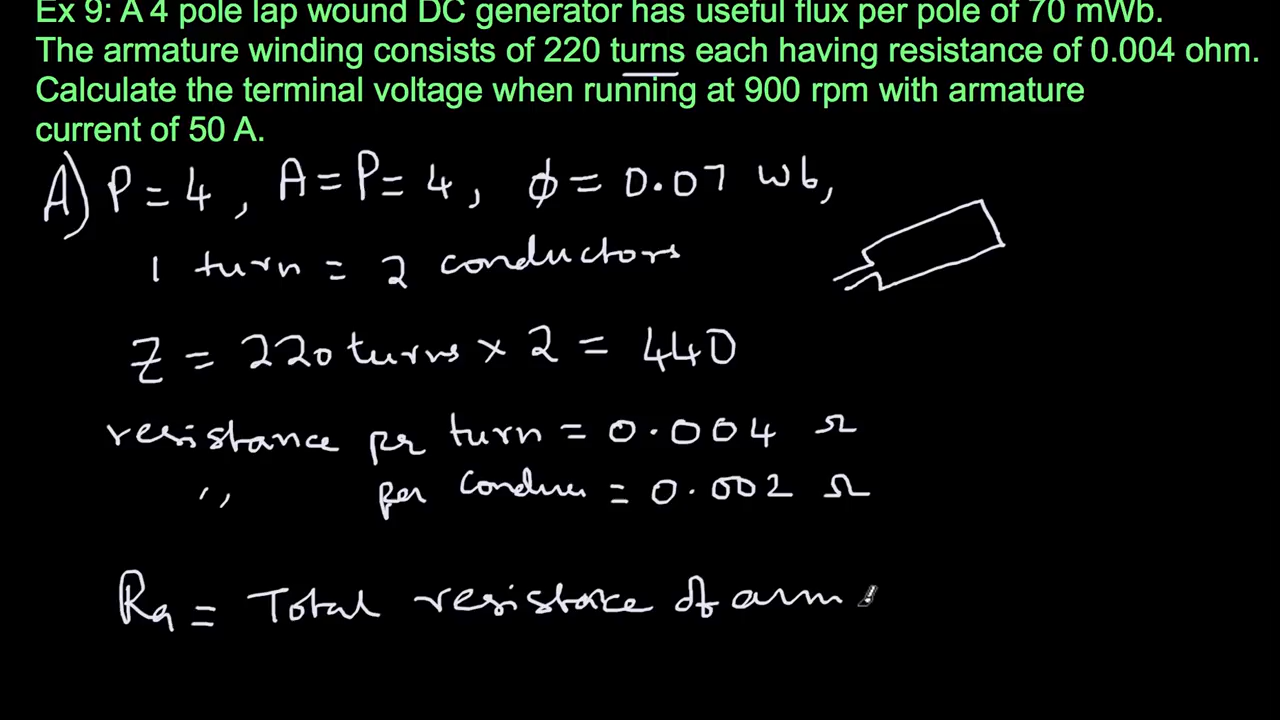 Ex 9: A 4 pole lap wound DC generator has useful flux per pole of 70 mWb.
The armature winding consists of 220 turns each having resistance of 0.004 ohm.
Calculate the terminal voltage when running at 900 rpm with armature
current of 50 A.
A) P = 4, A = P = 4, ϕ = 0.07 wb,
1 turn = 2 conductors
Z = 220 turns × 2 = 440
resistance per turn = 0.004 Ω
" per = 0.002 Ω
Ra = Total resistance of arm